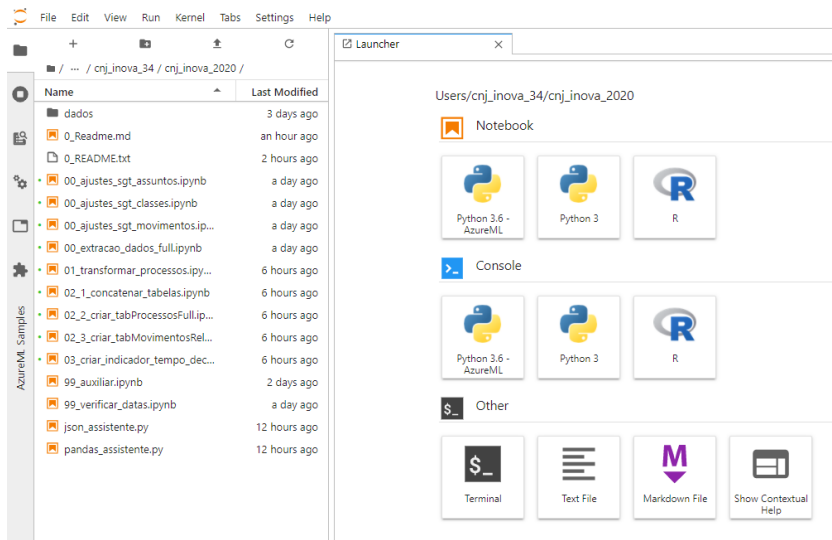 File Edit View Run Kernel Tabs Settings Help
Launcher
/ ··· / cnj_inova_34 / cnj_inova_2020 /
Name Last Modified
dados 3 days ago
0_Readme.md an hour ago
0_README.txt 2 hours ago
00_ajustes_sgt_assuntos.ipynb a day ago
00_ajustes_sgt_classes.ipynb a day ago
00_ajustes_sgt_movimentos.ip... a day ago
00_extracao_dados_full.ipynb a day ago
01_transformar_processos.ipy... 6 hours ago
02_1_concatenar_tabelas.ipynb 6 hours ago
02_2_criar_tabProcessosFull.ip... 6 hours ago
02_3_criar_tabMovimentosRel... 6 hours ago
03_criar_indicador_tempo_dec... 6 hours ago
99_auxiliar.ipynb 2 days ago
99_verificar_datas.ipynb a day ago
json_assistente.py 12 hours ago
pandas_assistente.py 12 hours ago
AzureML Samples
Users/cnj_inova_34/cnj_inova_2020
Notebook
Python 3.6 -
AzureML
Python 3
R
Console
Python 3.6 -
AzureML
Python 3
R
$_ Other
$_
Terminal
Text File
M
Markdown File
Show Contextual
Help